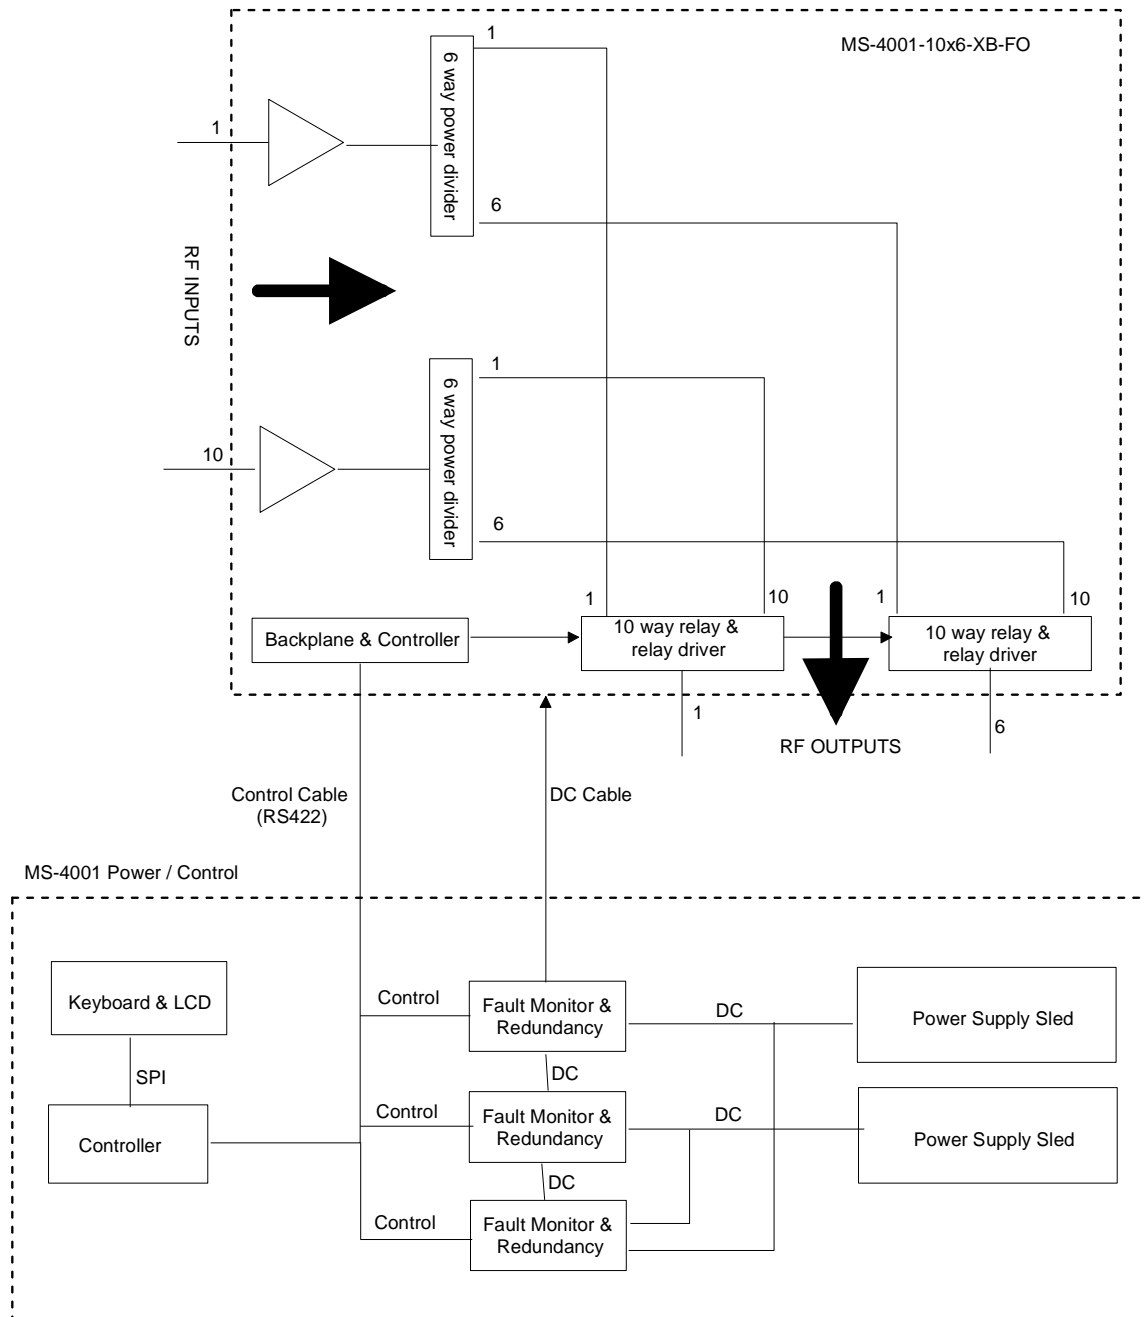 MS-4001-10x6-XB-FO
1
6 way power divider
1
6
RF INPUTS
1
6 way power divider
10
6
1
10
1
10
Backplane & Controller
10 way relay &
relay driver
10 way relay &
relay driver
1
6
RF OUTPUTS
Control Cable
(RS422)
DC Cable
MS-4001 Power / Control
Keyboard & LCD
Control
Fault Monitor &
Redundancy
DC
Power Supply Sled
SPI
DC
Controller
Control
Fault Monitor &
Redundancy
DC
Power Supply Sled
DC
Control
Fault Monitor &
Redundancy